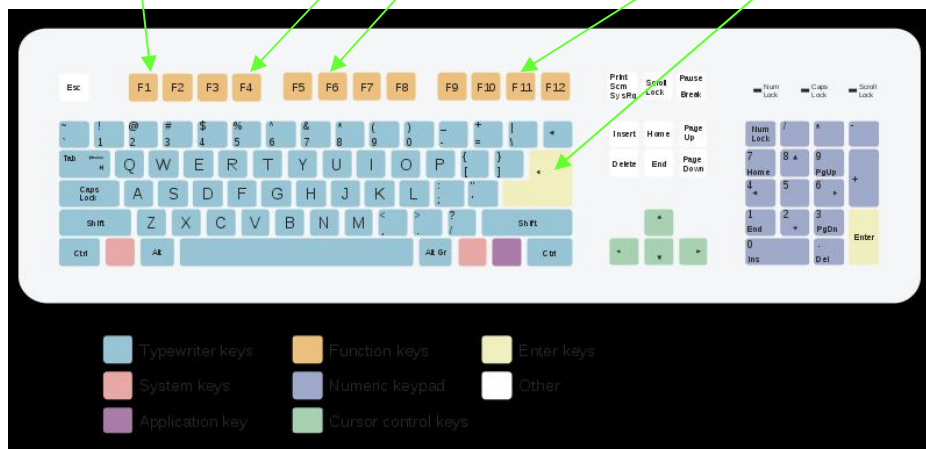 Esc F1 F2 F3 F4 F5 F6 F7 F8 F9 F10 F11 F12
Print Scrn SysRq Scroll Lock Pause Break
Num Lock Caps Lock Scroll Lock
~ ` ! 1 @ 2 # 3 $ 4 % 5 ^ 6 & 7 * 8 ( 9 ) 0 _ - + = | \
Insert Home Page Up
Num Lock / * -
Tab Q W E R T Y U I O P { [ } ]
Delete End Page Down
7 Home 8 9 PgUp +
Caps Lock A S D F G H J K L : ; " '
4 5 6
Shift Z X C V B N M < , > . ? / Shift
1 End 2 3 PgDn Enter
Ctrl Alt Alt Gr Ctrl
0 Ins . Del
Typewriter keys Function keys Enter keys
System keys Numeric keypad Other
Application key Cursor control keys